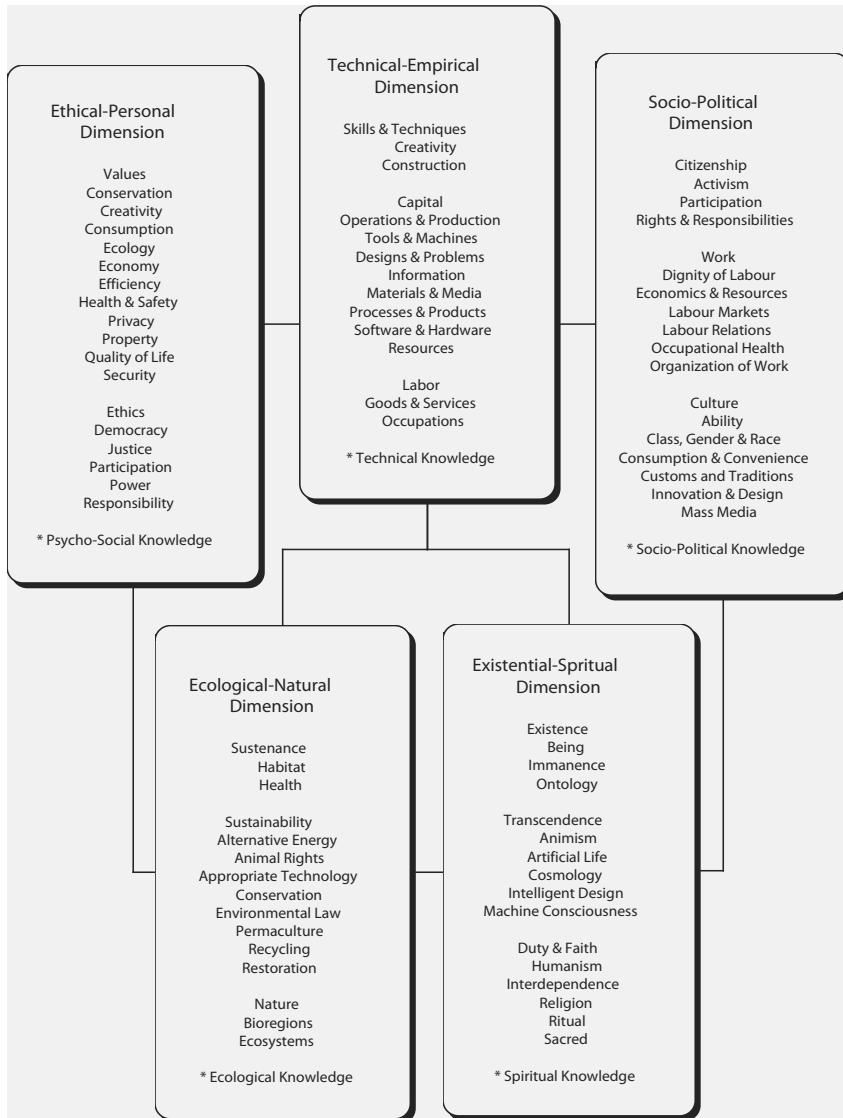 Ethical-Personal
Dimension
Values
Conservation
Creativity
Consumption
Ecology
Economy
Efficiency
Health & Safety
Privacy
Property
Quality of Life
Security
Ethics
Democracy
Justice
Participation
Power
Responsibility
* Psycho-Social Knowledge
Technical-Empirical
Dimension
Skills & Techniques
Creativity
Construction
Capital
Operations & Production
Tools & Machines
Designs & Problems
Information
Materials & Media
Processes & Products
Software & Hardware
Resources
Labor
Goods & Services
Occupations
* Technical Knowledge
Socio-Political
Dimension
Citizenship
Activism
Participation
Rights & Responsibilities
Work
Dignity of Labour
Economics & Resources
Labour Markets
Labour Relations
Occupational Health
Organization of Work
Culture
Ability
Class, Gender & Race
Consumption & Convenience
Customs and Traditions
Innovation & Design
Mass Media
* Socio-Political Knowledge
Ecological-Natural
Dimension
Sustenance
Habitat
Health
Sustainability
Alternative Energy
Animal Rights
Appropriate Technology
Conservation
Environmental Law
Permaculture
Recycling
Restoration
Nature
Bioregions
Ecosystems
* Ecological Knowledge
Existential-Spritual
Dimension
Existence
Being
Immanence
Ontology
Transcendence
Animism
Artificial Life
Cosmology
Intelligent Design
Machine Consciousness
Duty & Faith
Humanism
Interdependence
Religion
Ritual
Sacred
* Spiritual Knowledge